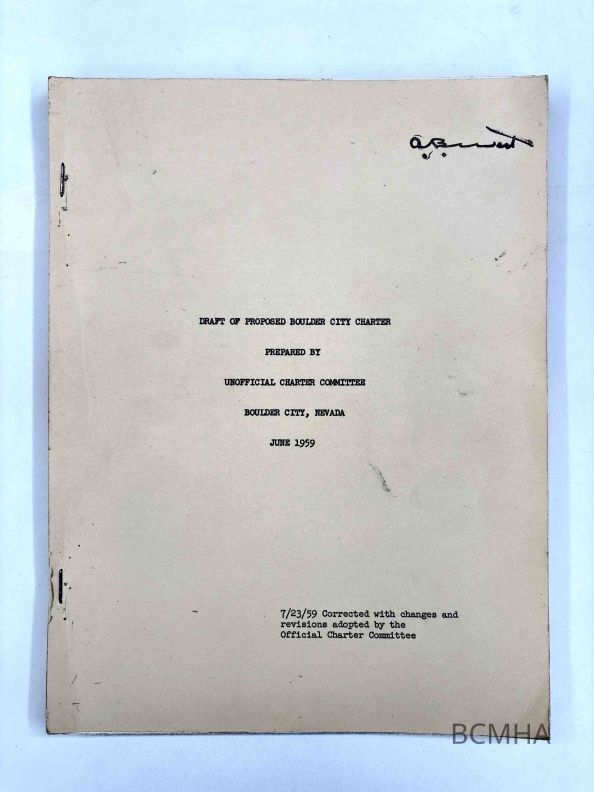 DRAFT OF PROPOSED BOULDER CITY CHARTER
PREPARED BY
UNOFFICIAL CHARTER COMMITTEE
BOULDER CITY, NEVADA
JUNE 1959
7/23/59 Corrected with changes and
revisions adopted by the
Official Charter Committee
BCMHA